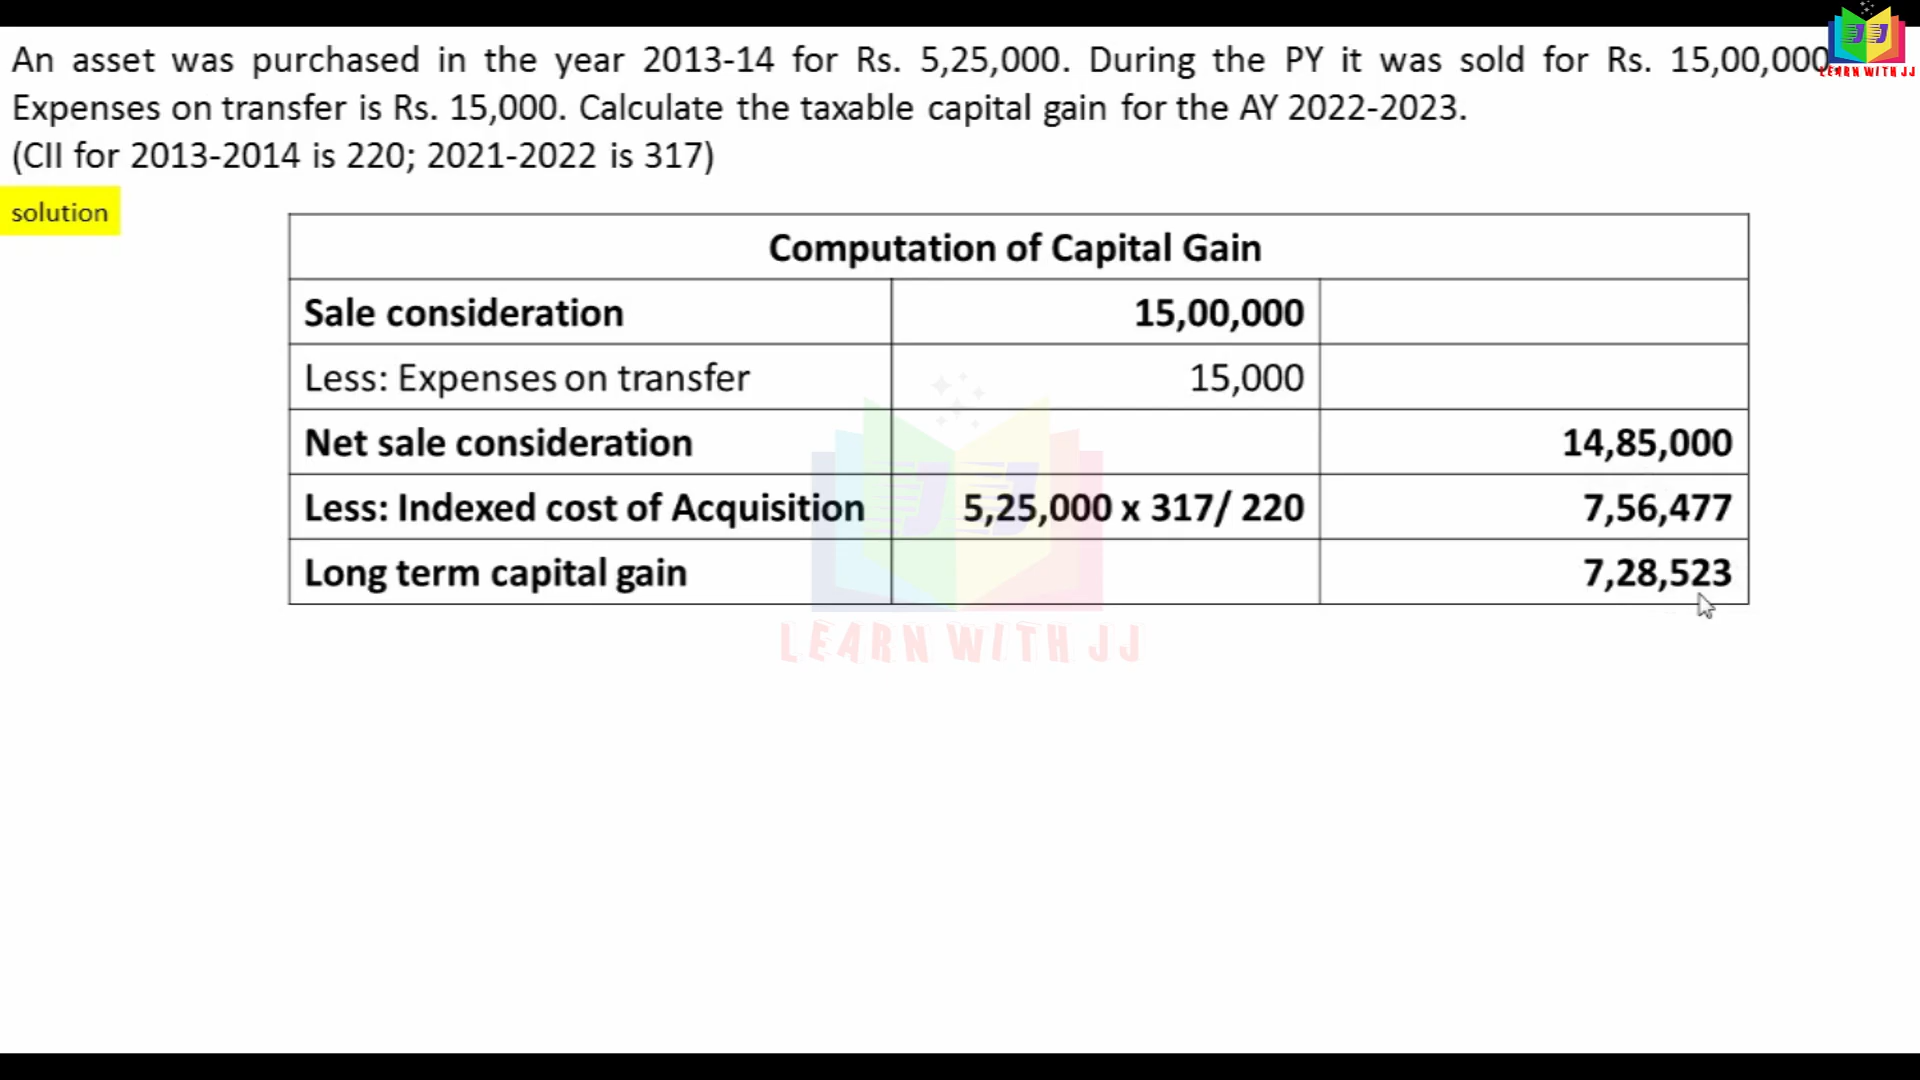 An asset was purchased in the year 2013-14 for Rs. 5,25,000. During the PY it was sold for Rs. 15,00,000.
LEARN WITH JJ
Expenses on transfer is Rs. 15,000. Calculate the taxable capital gain for the AY 2022-2023.
(CII for 2013-2014 is 220; 2021-2022 is 317)
solution
Computation of Capital Gain
Sale consideration 15,00,000
Less: Expenses on transfer 15,000
Net sale consideration 14,85,000
Less: Indexed cost of Acquisition 5,25,000 x 317/ 220 7,56,477
Long term capital gain 7,28,523
LEARN WITH JJ